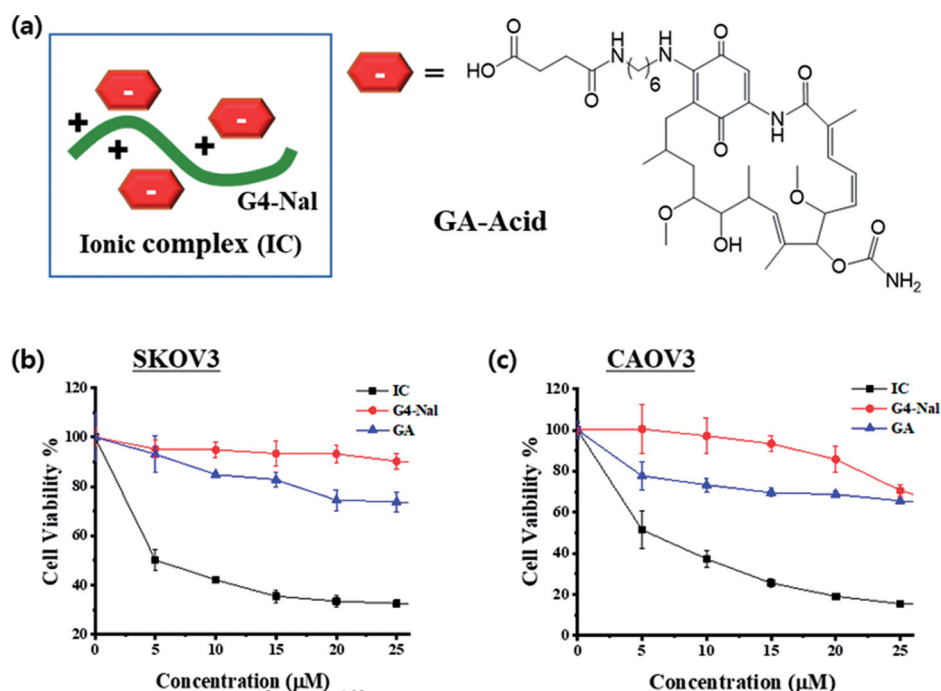 (a)
+
+
+
-
-
-
G4-Nal
Ionic complex (IC)
- =
HO
O
O
H
N
6
H
N
O
O
N
H
O
O
O
OH
O
O
NH2
GA-Acid
(b) SKOV3
IC
G4-Nal
GA
Cell Viability %
120
100
80
60
40
20
0 5 10 15 20 25
Concentration (μM)
(c) CAOV3
IC
G4-Nal
GA
Cell Vaibility %
120
100
80
60
40
20
0
0 5 10 15 20 25
Concentration (μM)